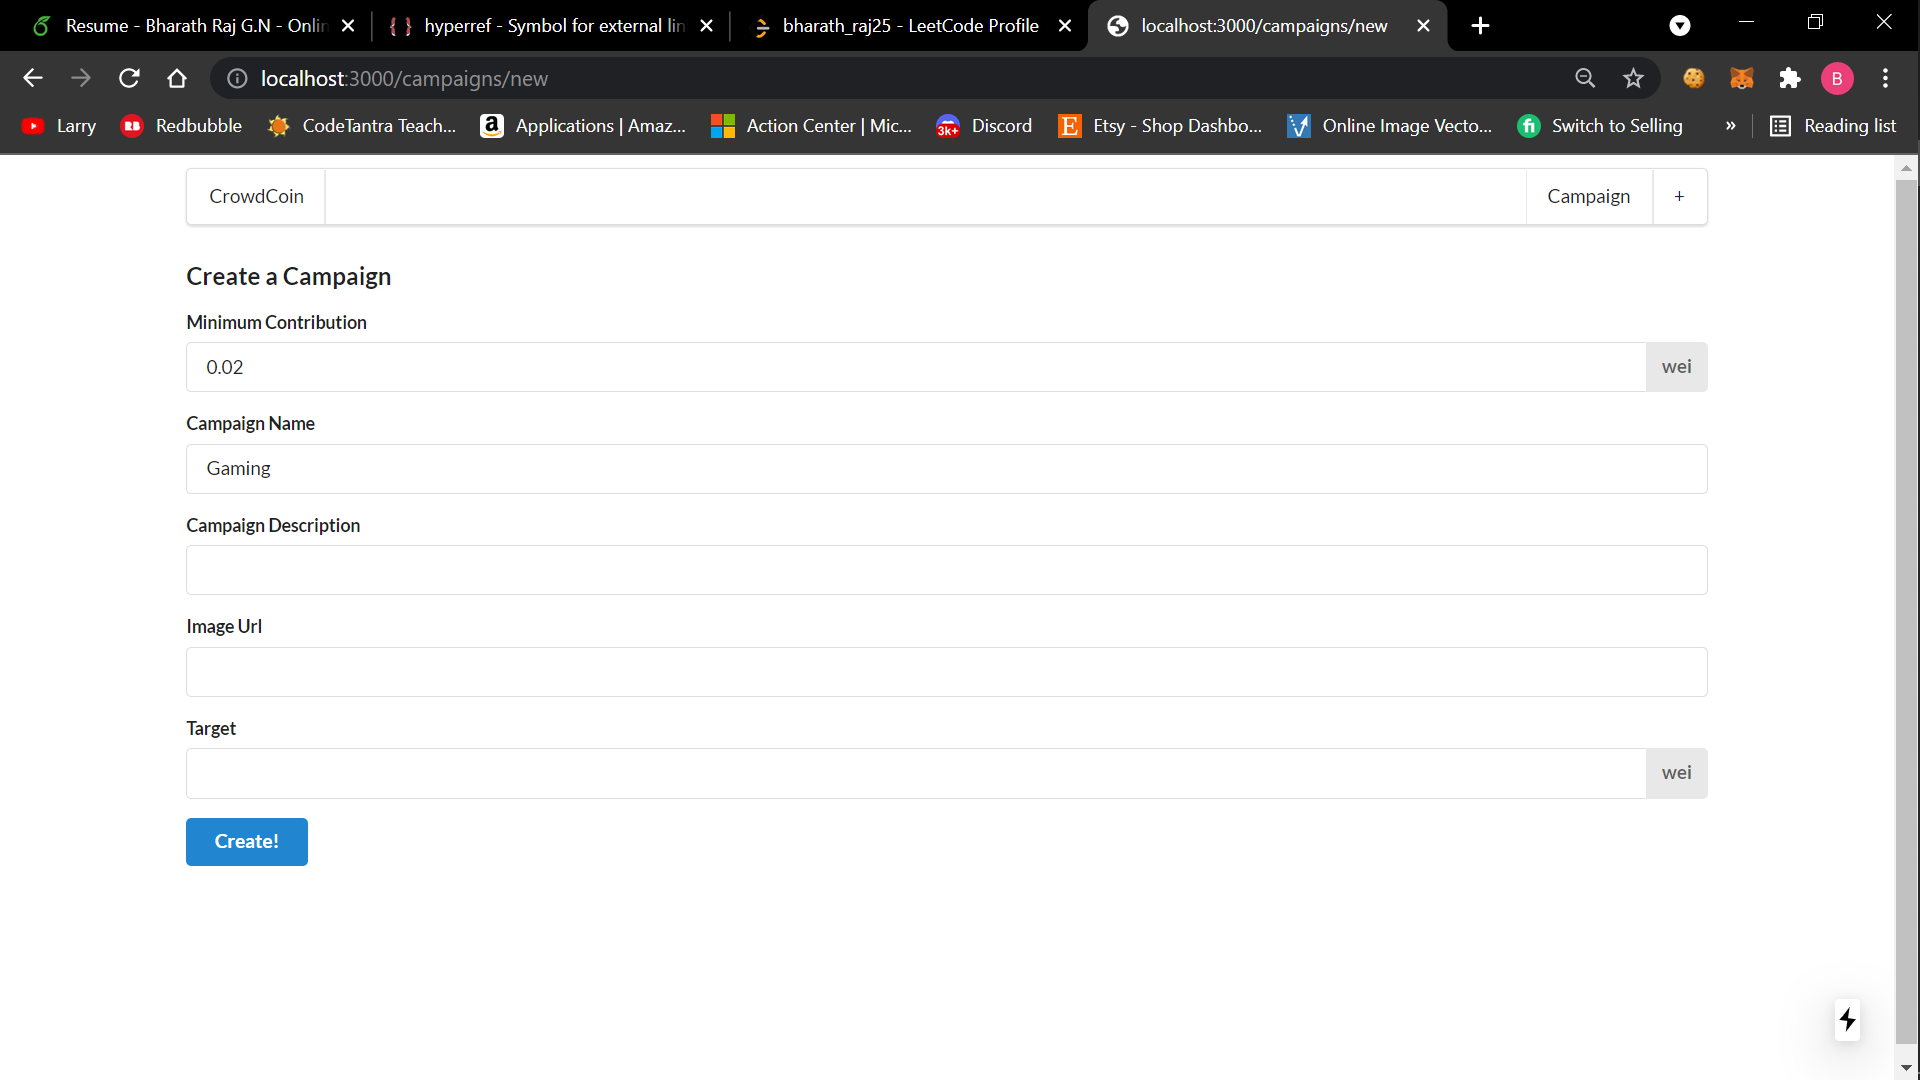 Resume - Bharath Raj G.N - Onlin
hyperref - Symbol for external lin
bharath_raj25 - LeetCode Profile
localhost:3000/campaigns/new
localhost:3000/campaigns/new
B
Larry
Redbubble
CodeTantra Teach...
Applications | Amaz...
Action Center | Mic...
3k+
Discord
Etsy - Shop Dashbo...
Online Image Vecto...
Switch to Selling
»
Reading list
CrowdCoin
Campaign
+
Create a Campaign
Minimum Contribution
0.02
wei
Campaign Name
Gaming
Campaign Description
Image Url
Target
wei
Create!